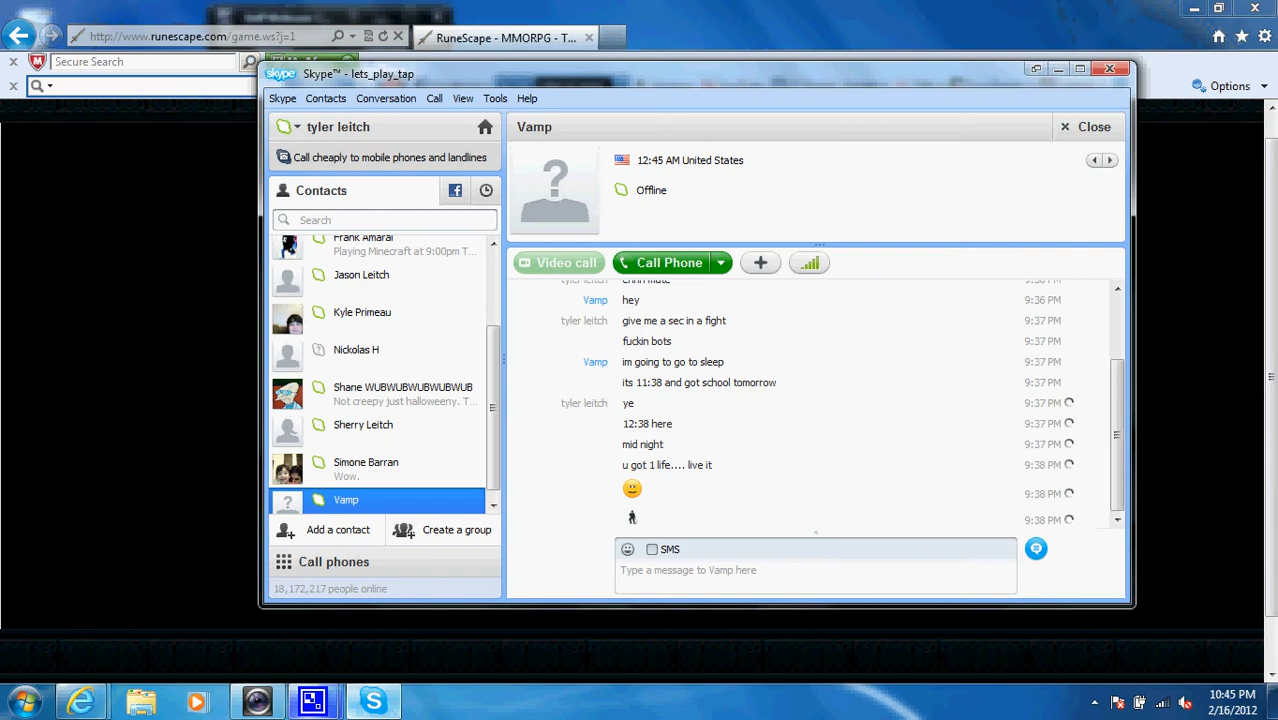 http://www.runescape.com/game.ws?j=1
RuneScape - MMORPG - T...
Secure Search
Options
Skype™ - lets_play_tap
Skype Contacts Conversation Call View Tools Help
tyler leitch
Call cheaply to mobile phones and landlines
Contacts
Search
Frank Amaral
Playing Minecraft at 9:00pm T...
Jason Leitch
Kyle Primeau
Nickolas H
Shane WUBWUBWUBWUBWUB
Not creepy just halloweeny. T...
Sherry Leitch
Simone Barran
Wow.
Vamp
Add a contact
Create a group
Call phones
18,172,217 people online
Vamp
Close
12:45 AM United States
Offline
Video call
Call Phone
Vamp hey 9:36 PM
tyler leitch give me a sec in a fight 9:37 PM
fuckin bots 9:37 PM
Vamp im going to go to sleep 9:37 PM
its 11:38 and got school tomorrow 9:37 PM
tyler leitch ye 9:37 PM
12:38 here 9:37 PM
mid night 9:37 PM
u got 1 life.... live it 9:38 PM
9:38 PM
9:38 PM
SMS
Type a message to Vamp here
10:45 PM
2/16/2012